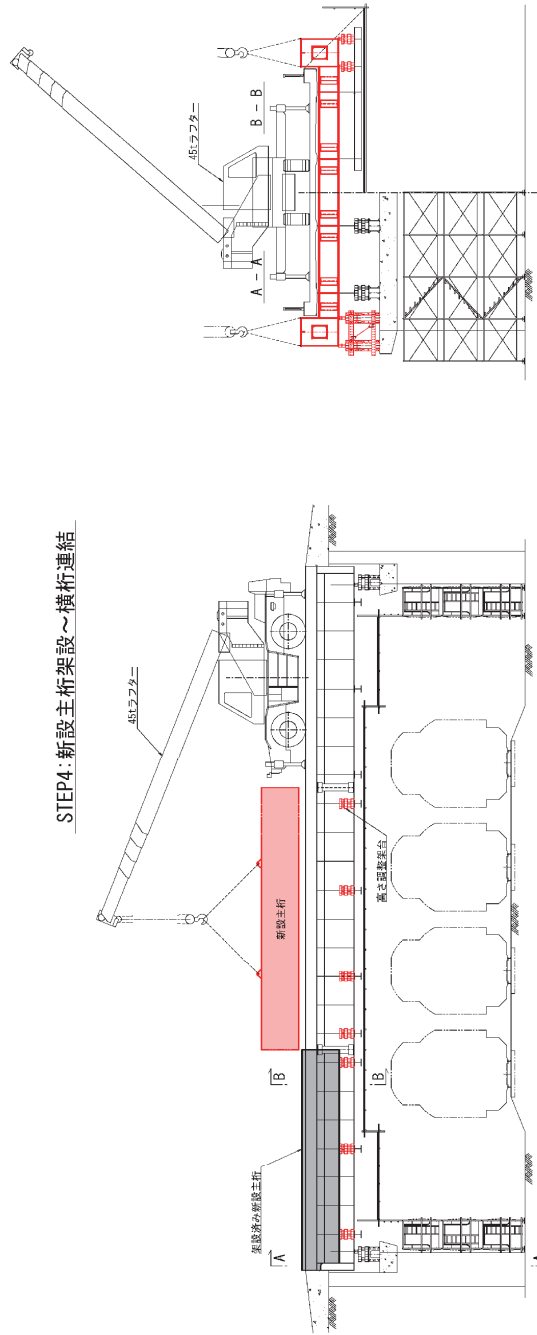 STEP4:新設主桁架設~横桁連結
45tラフター
新設主桁
架設済み新設主桁
高さ調整架台
A
B
B
A
45tラフター
A - A
B - B